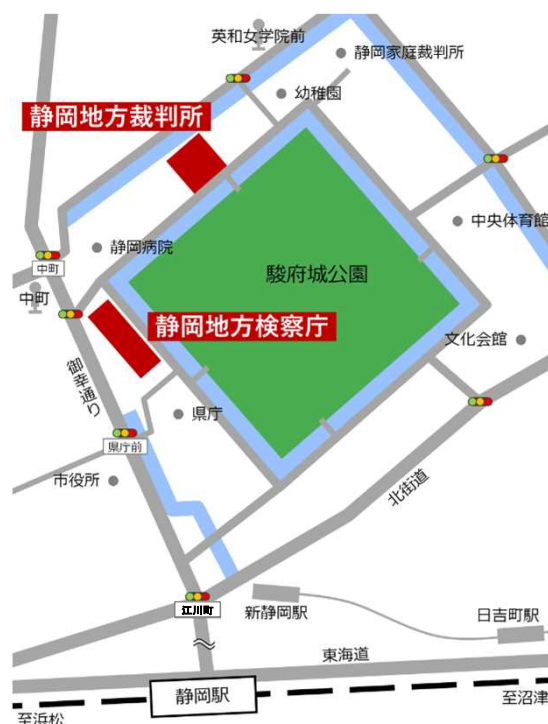 英和女学院前
静岡家庭裁判所
幼稚園
静岡地方裁判所
中央体育館
静岡病院
中町
駿府城公園
中町
静岡地方検察庁
文化会館
御幸通り
県庁
県庁前
市役所
北街道
江川町
新静岡駅
日吉町駅
東海道
静岡駅
至沼津
至浜松